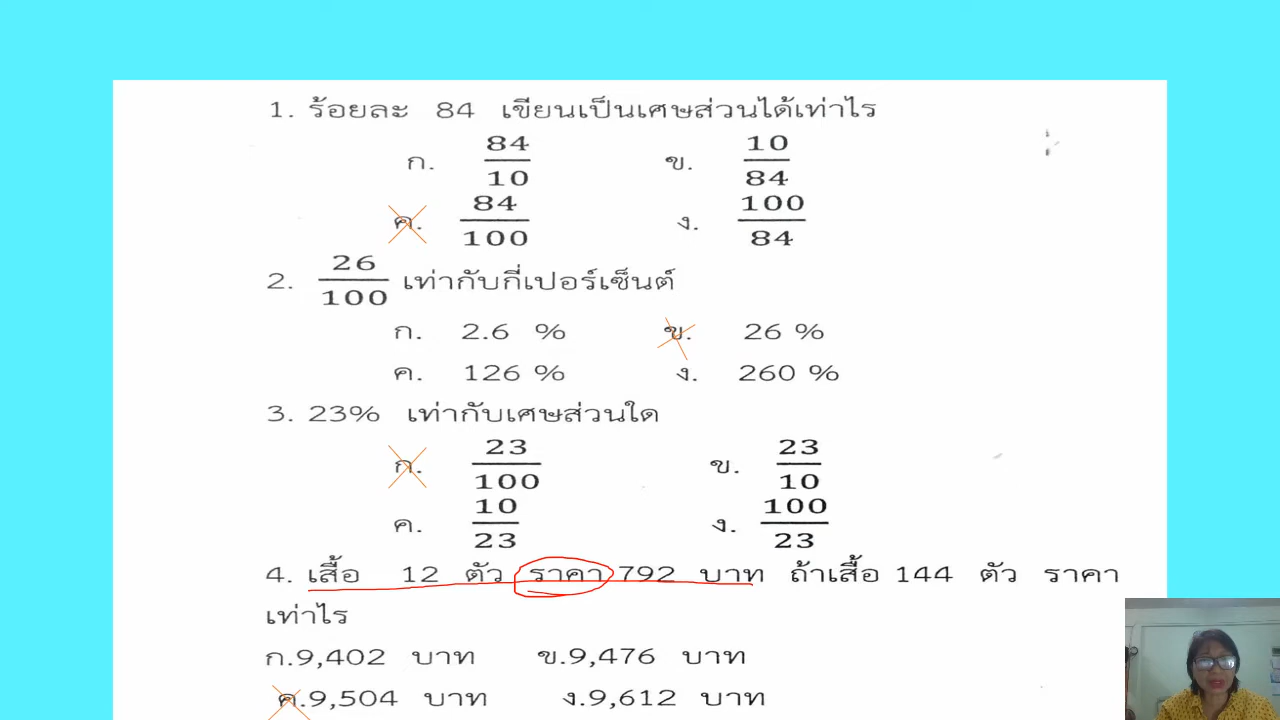 1. ร้อยละ 84 เขียนเป็นเศษส่วนได้เท่าไร
ก. 84/10 ข. 10/84
ค. 84/100 ง. 100/84
2. 26/100 เท่ากับกี่เปอร์เซ็นต์
ก. 2.6 % ข. 26 %
ค. 126 % ง. 260 %
3. 23% เท่ากับเศษส่วนใด
ก. 23/100 ข. 23/10
ค. 10/23 ง. 100/23
4. เสื้อ 12 ตัว ราคา 792 บาท ถ้าเสื้อ 144 ตัว ราคา
เท่าไร
ก.9,402 บาท ข.9,476 บาท
ค.9,504 บาท ง.9,612 บาท